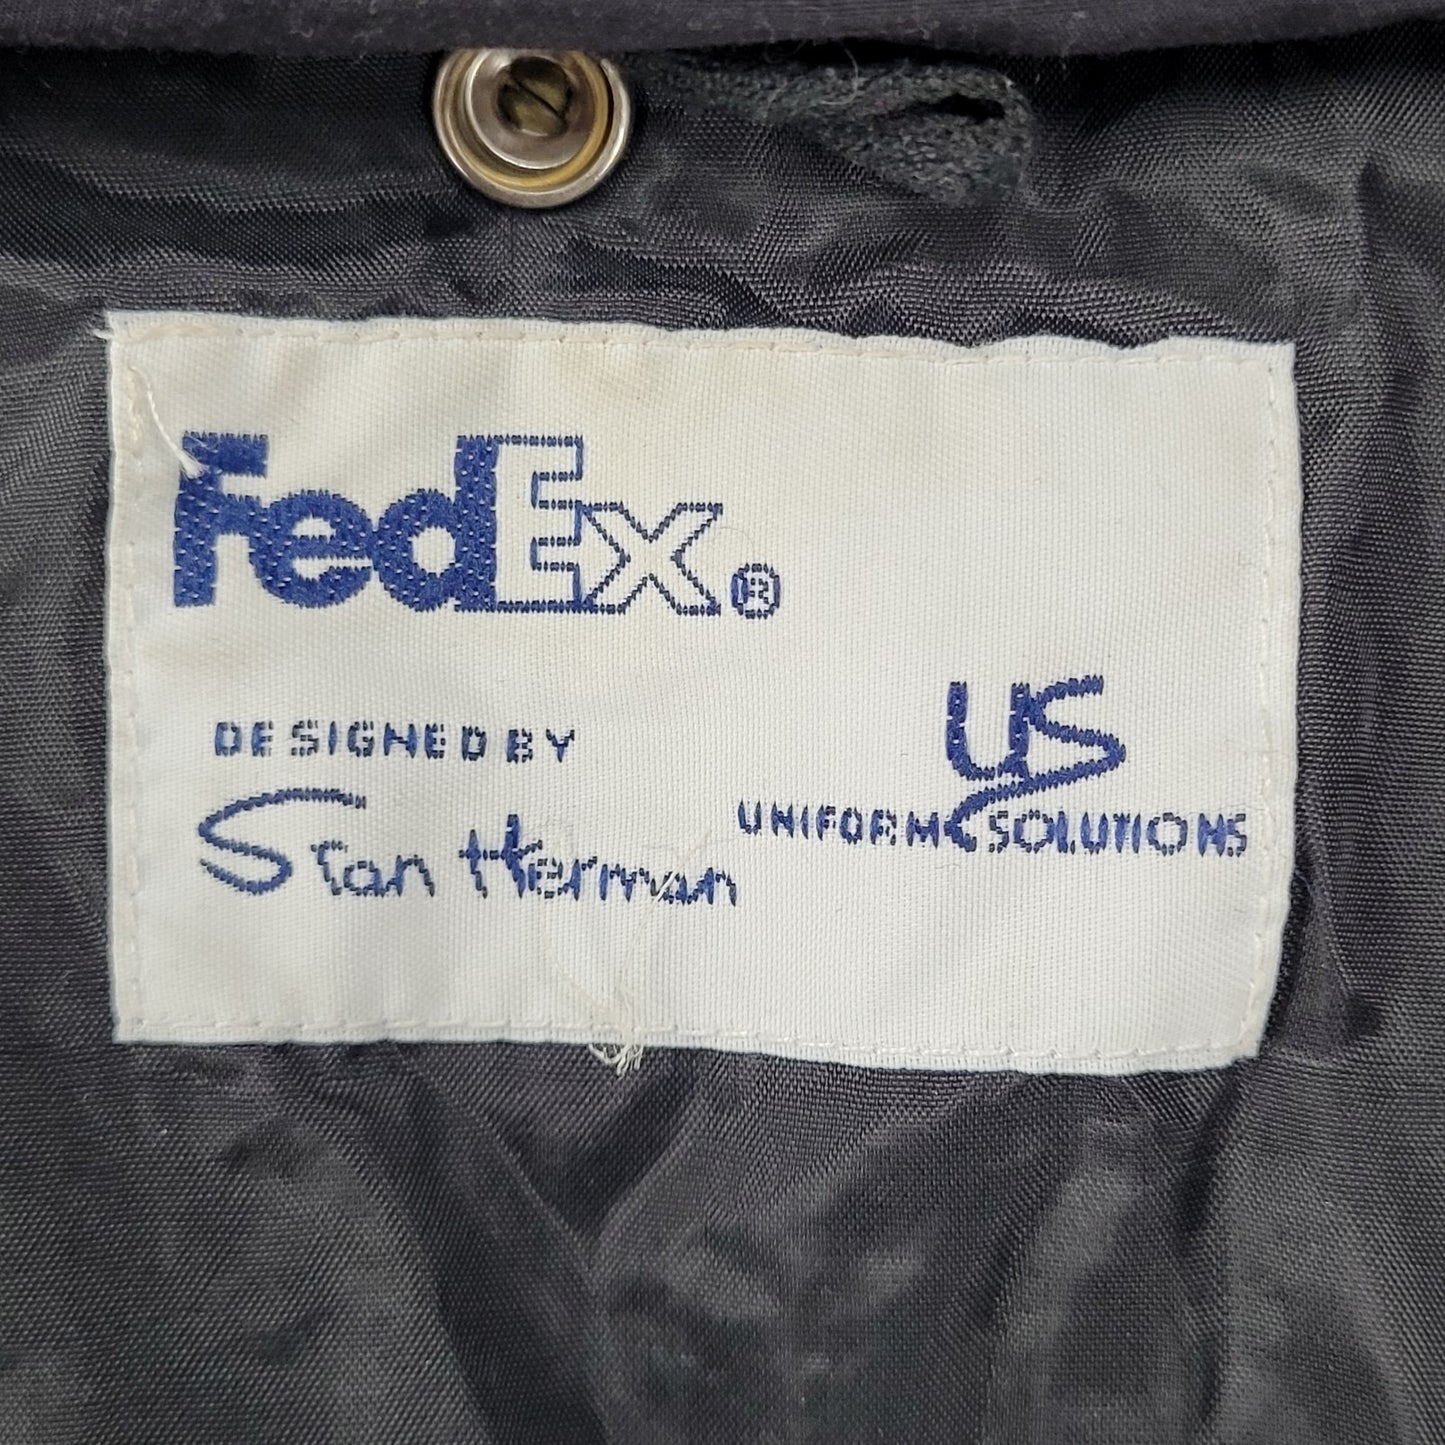 FedEx®
DESIGNED BY
Stan Herman
US
UNIFORM SOLUTIONS